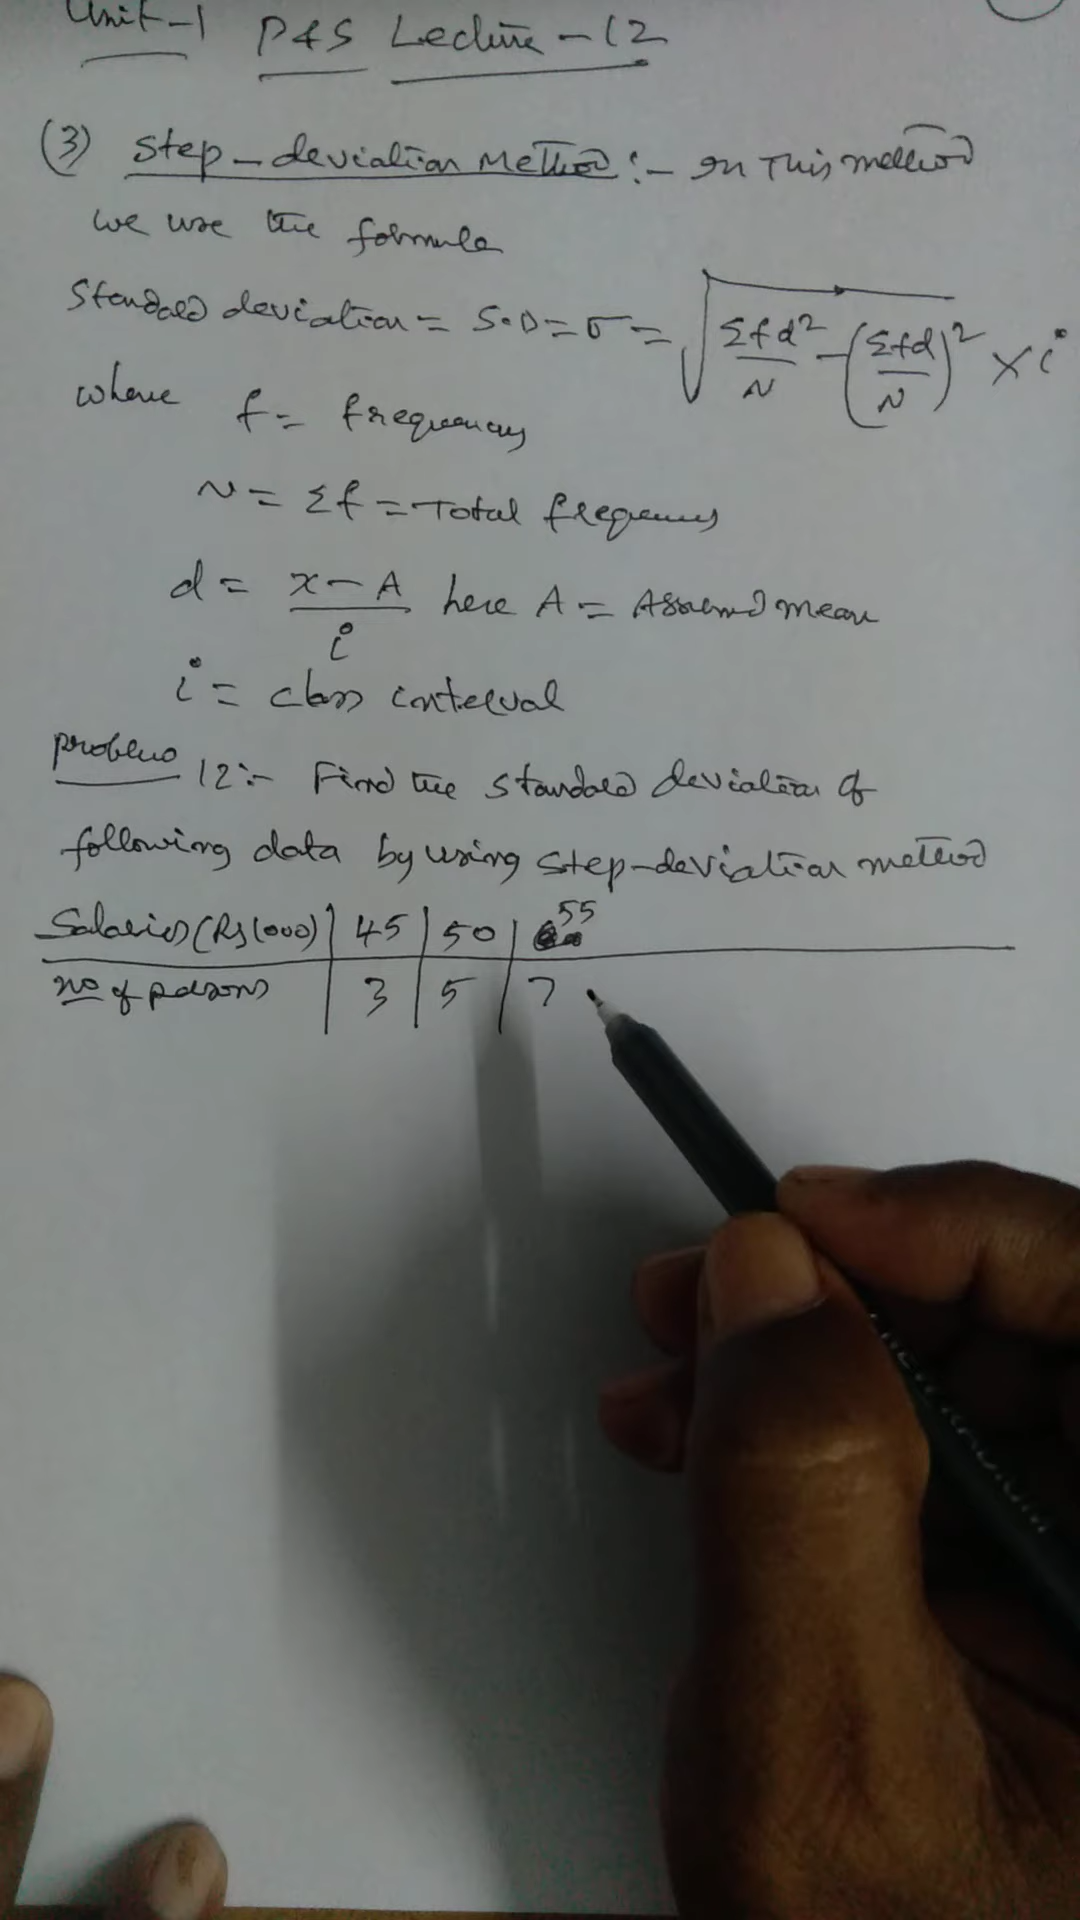 Unit-1 P&S Lecture-12
(3) Step-deviation Method:- In This method
we use the formula
Standard deviation = S.D = σ = √(Σfd²/N - (Σfd/N)²) × i
where f = frequency
N = Σf = Total frequency
d = x-A/i here A = Assumed mean
i = class interval
problem 12:- Find the standard deviation of
following data by using step-deviation method
Salaries (Rs 1000) 45 50 55
no of persons 3 5 7